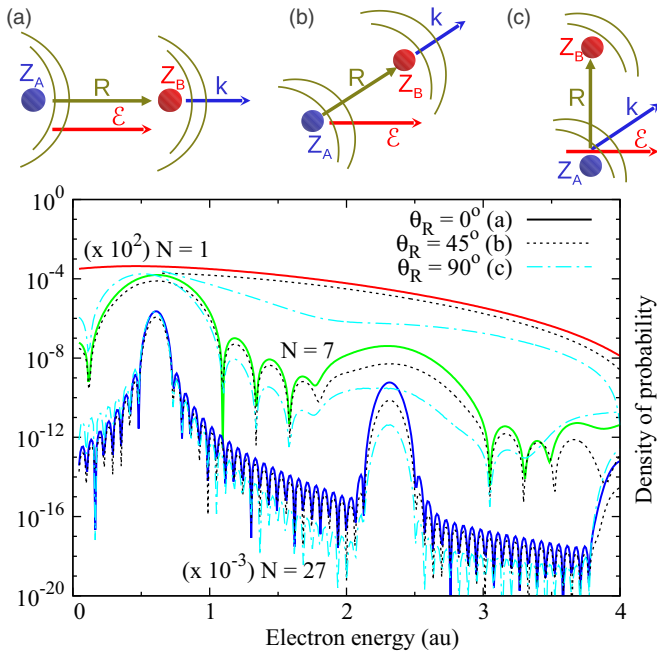 (a)
(b)
(c)
Z_A
R
Z_B
k
ℰ
Z_A
R
Z_B
k
ℰ
Z_B
R
k
ℰ
Z_A
10^0
10^-4
10^-8
10^-12
10^-16
10^-20
(x 10^2) N = 1
θ_R = 0^o (a)
θ_R = 45^o (b)
θ_R = 90^o (c)
N = 7
(x 10^-3) N = 27
0 1 2 3 4
Electron energy (au)
Density of probability